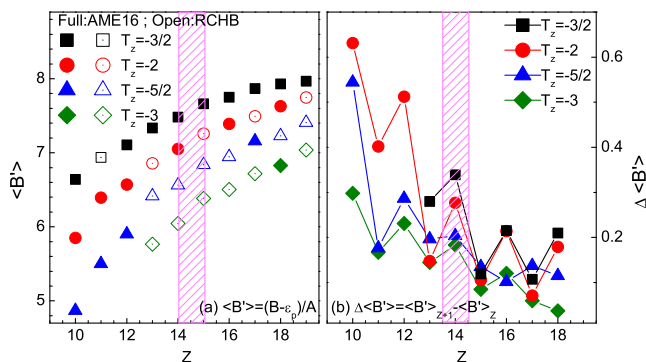 Full:AME16 ; Open:RCHB
T_z=-3/2
T_z=-2
T_z=-5/2
T_z=-3
8
7
6
5
<B'>
10 12 14 16 18
Z
(a) <B'>=(B-ε_p)/A
T_z=-3/2
T_z=-2
T_z=-5/2
T_z=-3
0.6
0.4
0.2
Δ <B'>
10 12 14 16 18
Z
(b) Δ<B'>=<B'>_Z+1-<B'>_Z